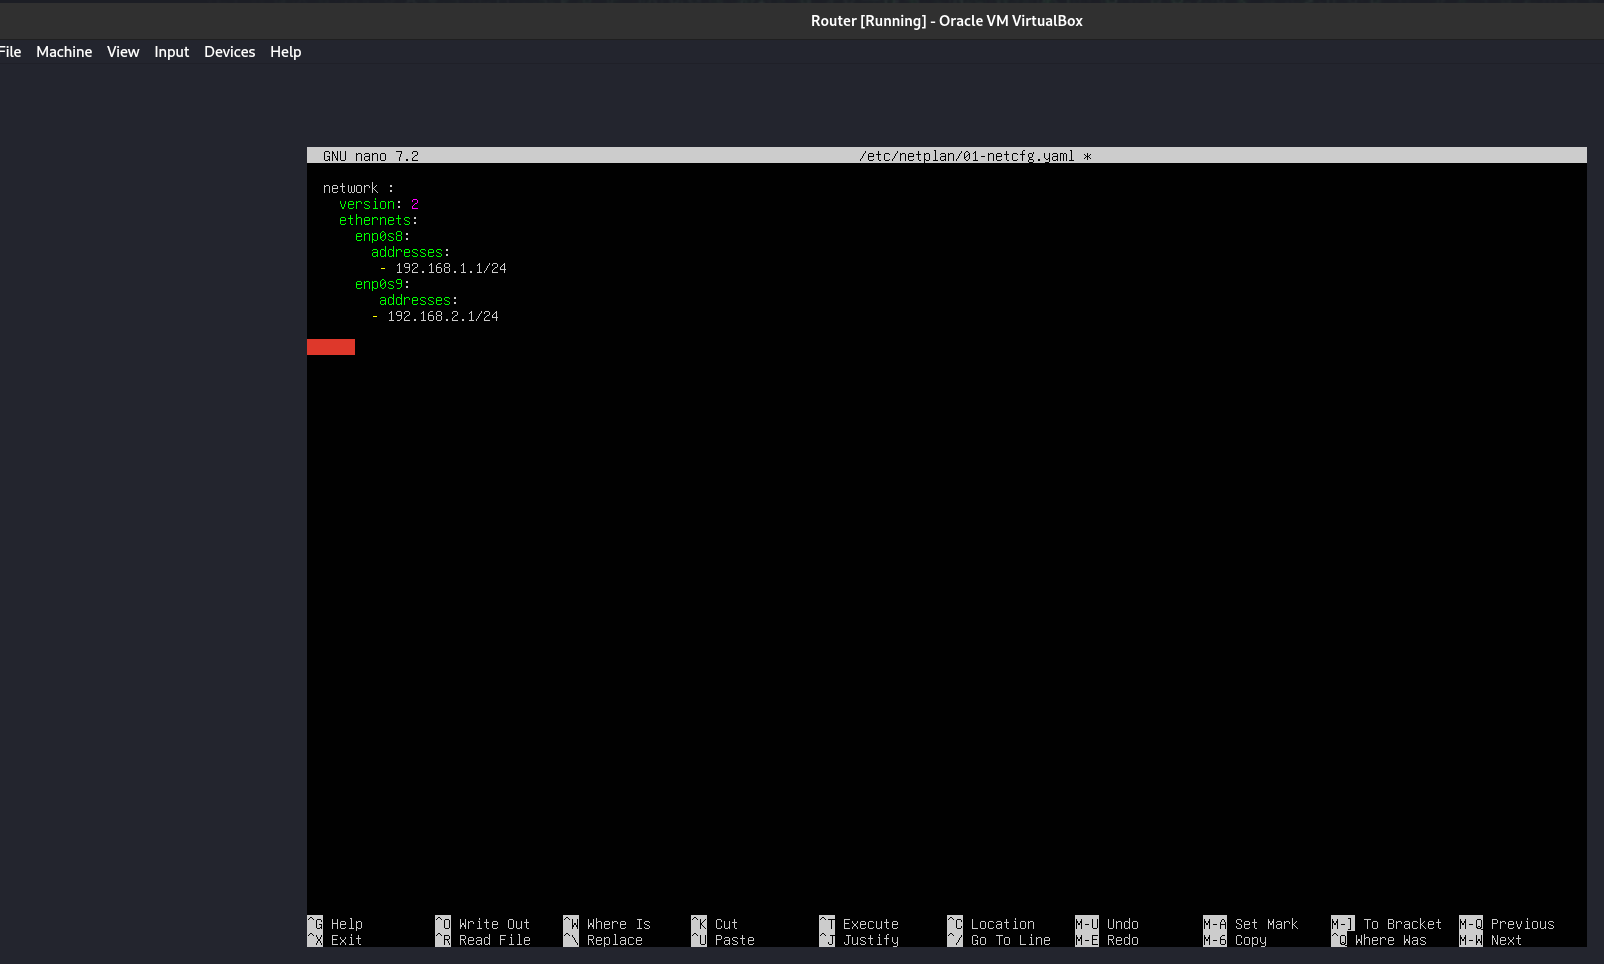 Router [Running] - Oracle VM VirtualBox
File Machine View Input Devices Help
GNU nano 7.2 /etc/netplan/01-netcfg.yaml *
network :
version: 2
ethernets:
enp0s8:
addresses:
- 192.168.1.1/24
enp0s9:
addresses:
- 192.168.2.1/24
^G Help ^O Write Out ^W Where Is ^K Cut ^T Execute ^C Location M-U Undo M-A Set Mark M-] To Bracket M-Q Previous
^X Exit ^R Read File ^\ Replace ^U Paste ^J Justify ^/ Go To Line M-E Redo M-6 Copy ^Q Where Was M-W Next